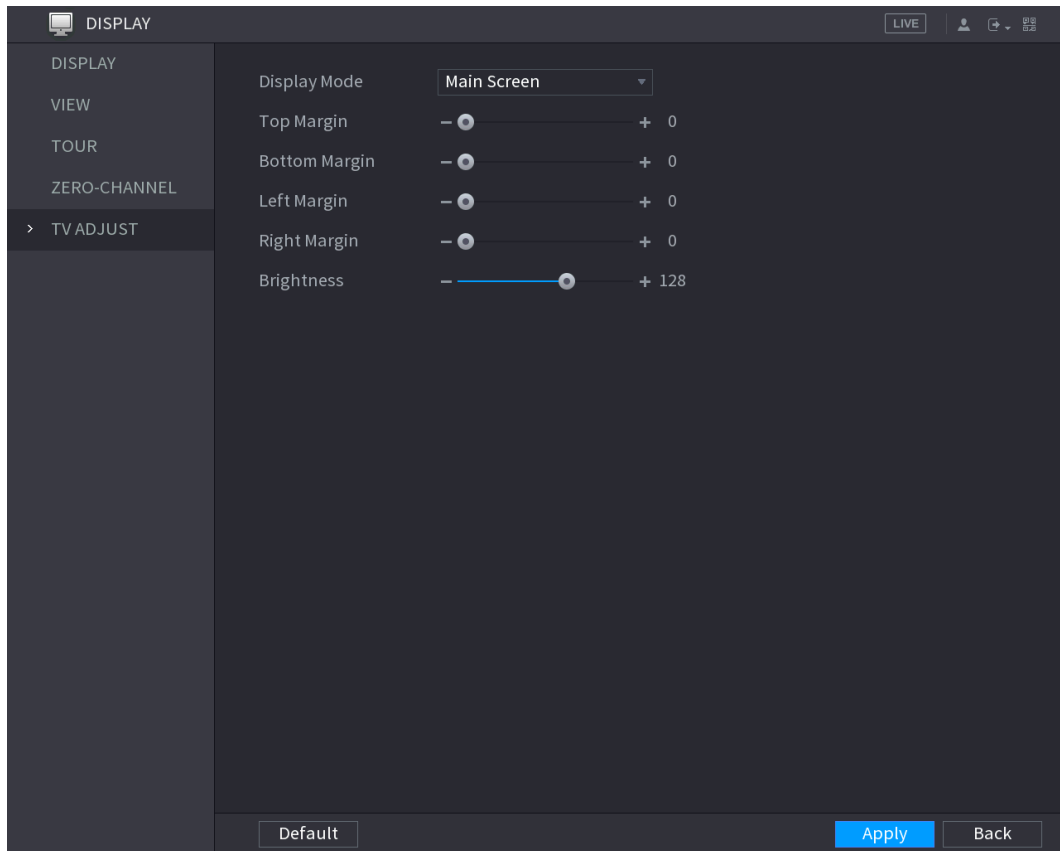 DISPLAY
LIVE
DISPLAY
VIEW
TOUR
ZERO-CHANNEL
> TV ADJUST
Display Mode Main Screen
Top Margin - + 0
Bottom Margin - + 0
Left Margin - + 0
Right Margin - + 0
Brightness - + 128
Default Apply Back